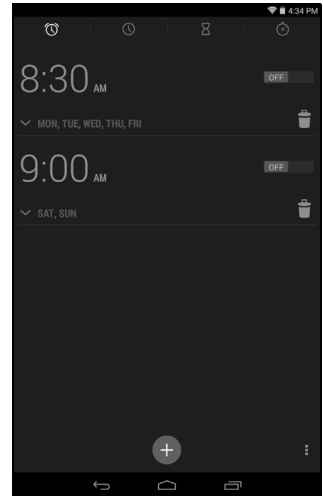 4:34 PM
8:30 AM
OFF
MON, TUE, WED, THU, FRI
9:00 AM
OFF
SAT, SUN